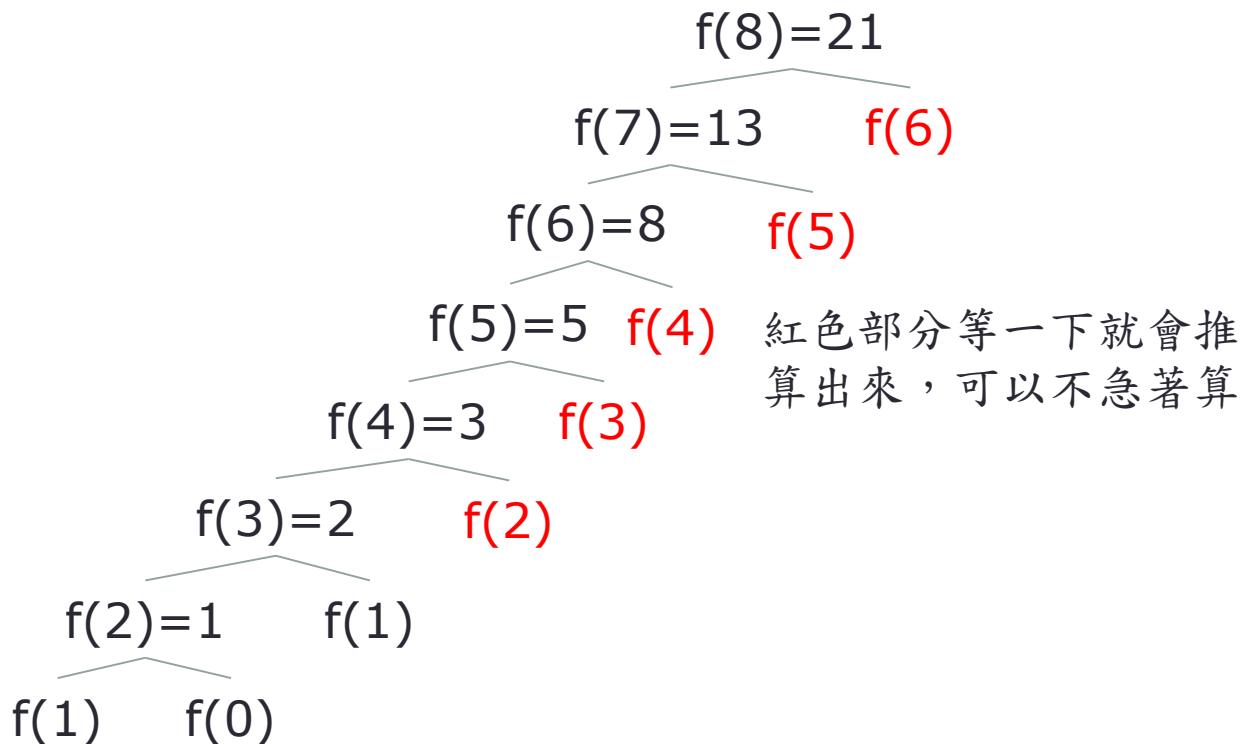 f(8)=21
f(7)=13 f(6)
f(6)=8 f(5)
f(5)=5 f(4)
紅色部分等一下就會推
算出來，可以不急著算
f(4)=3 f(3)
f(3)=2 f(2)
f(2)=1 f(1)
f(1) f(0)